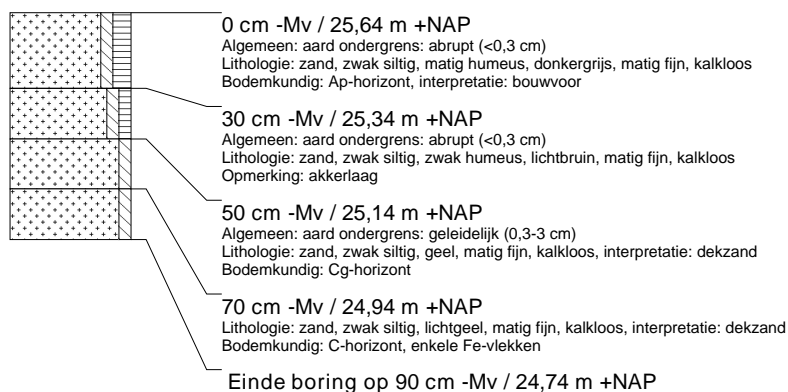 0 cm -Mv / 25,64 m +NAP
Algemeen: aard ondergrens: abrupt (<0,3 cm)
Lithologie: zand, zwak siltig, matig humeus, donkergrijs, matig fijn, kalkloos
Bodemkundig: Ap-horizont, interpretatie: bouwvoor
30 cm -Mv / 25,34 m +NAP
Algemeen: aard ondergrens: abrupt (<0,3 cm)
Lithologie: zand, zwak siltig, zwak humeus, lichtbruin, matig fijn, kalkloos
Opmerking: akkerlaag
50 cm -Mv / 25,14 m +NAP
Algemeen: aard ondergrens: geleidelijk (0,3-3 cm)
Lithologie: zand, zwak siltig, geel, matig fijn, kalkloos, interpretatie: dekzand
Bodemkundig: Cg-horizont
70 cm -Mv / 24,94 m +NAP
Lithologie: zand, zwak siltig, lichtgeel, matig fijn, kalkloos, interpretatie: dekzand
Bodemkundig: C-horizont, enkele Fe-vlekken
Einde boring op 90 cm -Mv / 24,74 m +NAP